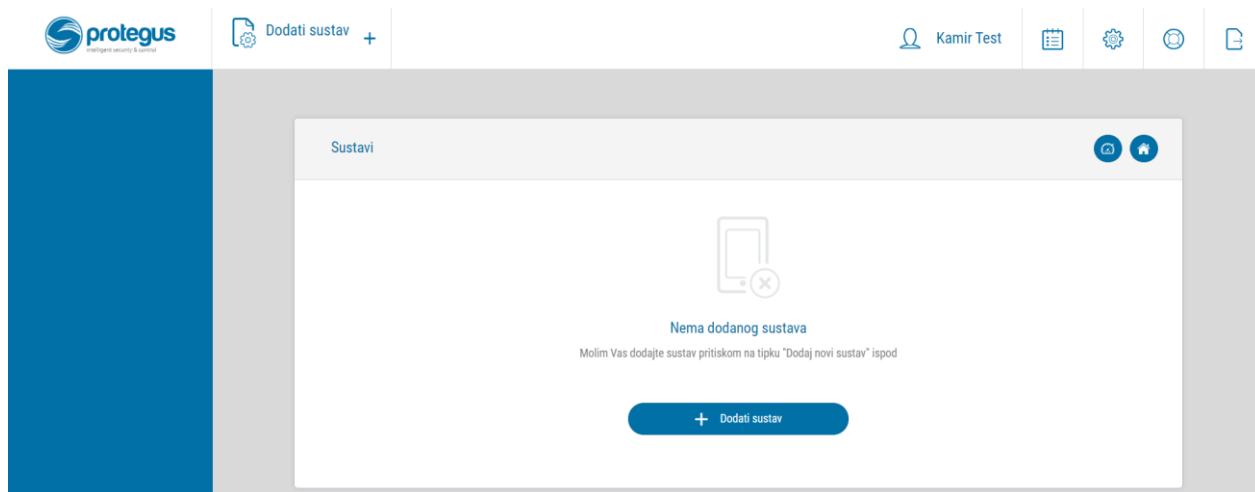 protegus
intelligent security & control
Dodati sustav +
Kamir Test
Sustavi
Nema dodanog sustava
Molim Vas dodajte sustav pritiskom na tipku "Dodaj novi sustav" ispod
+ Dodati sustav